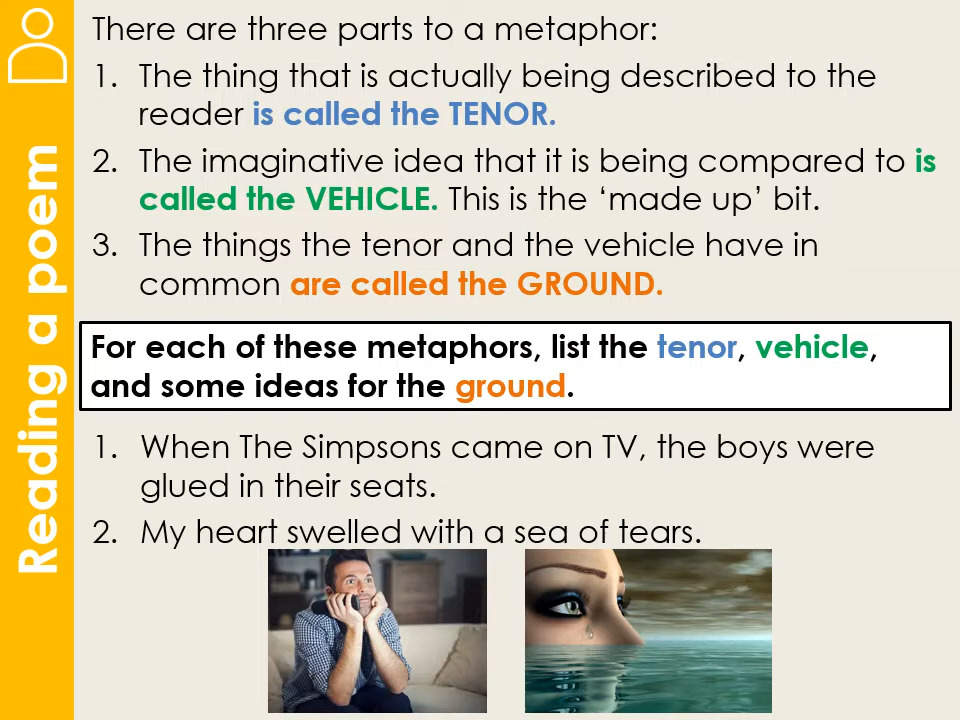 Do
Reading a poem
There are three parts to a metaphor:
1. The thing that is actually being described to the
reader is called the TENOR.
2. The imaginative idea that it is being compared to is
called the VEHICLE. This is the ‘made up’ bit.
3. The things the tenor and the vehicle have in
common are called the GROUND.
For each of these metaphors, list the tenor, vehicle,
and some ideas for the ground.
1. When The Simpsons came on TV, the boys were
glued in their seats.
2. My heart swelled with a sea of tears.